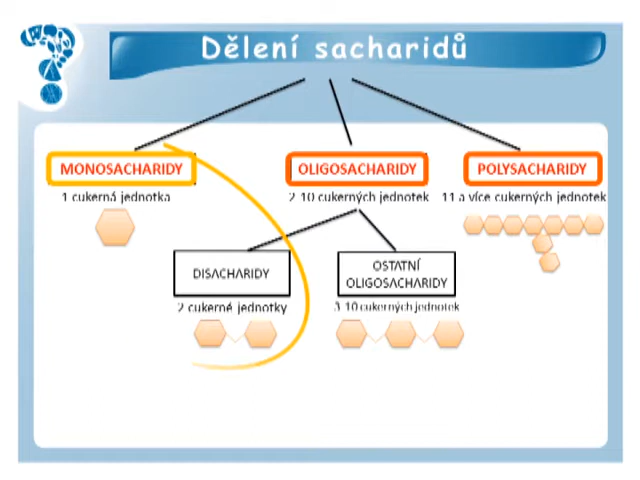 Dělení sacharidů
MONOSACHARIDY
1 cukerná jednotka
OLIGOSACHARIDY
2 10 cukerných jednotek
POLYSACHARIDY
11 a více cukerných jednotek
DISACHARIDY
2 cukerné jednotky
OSTATNÍ
OLIGOSACHARIDY
3 10 cukerných jednotek